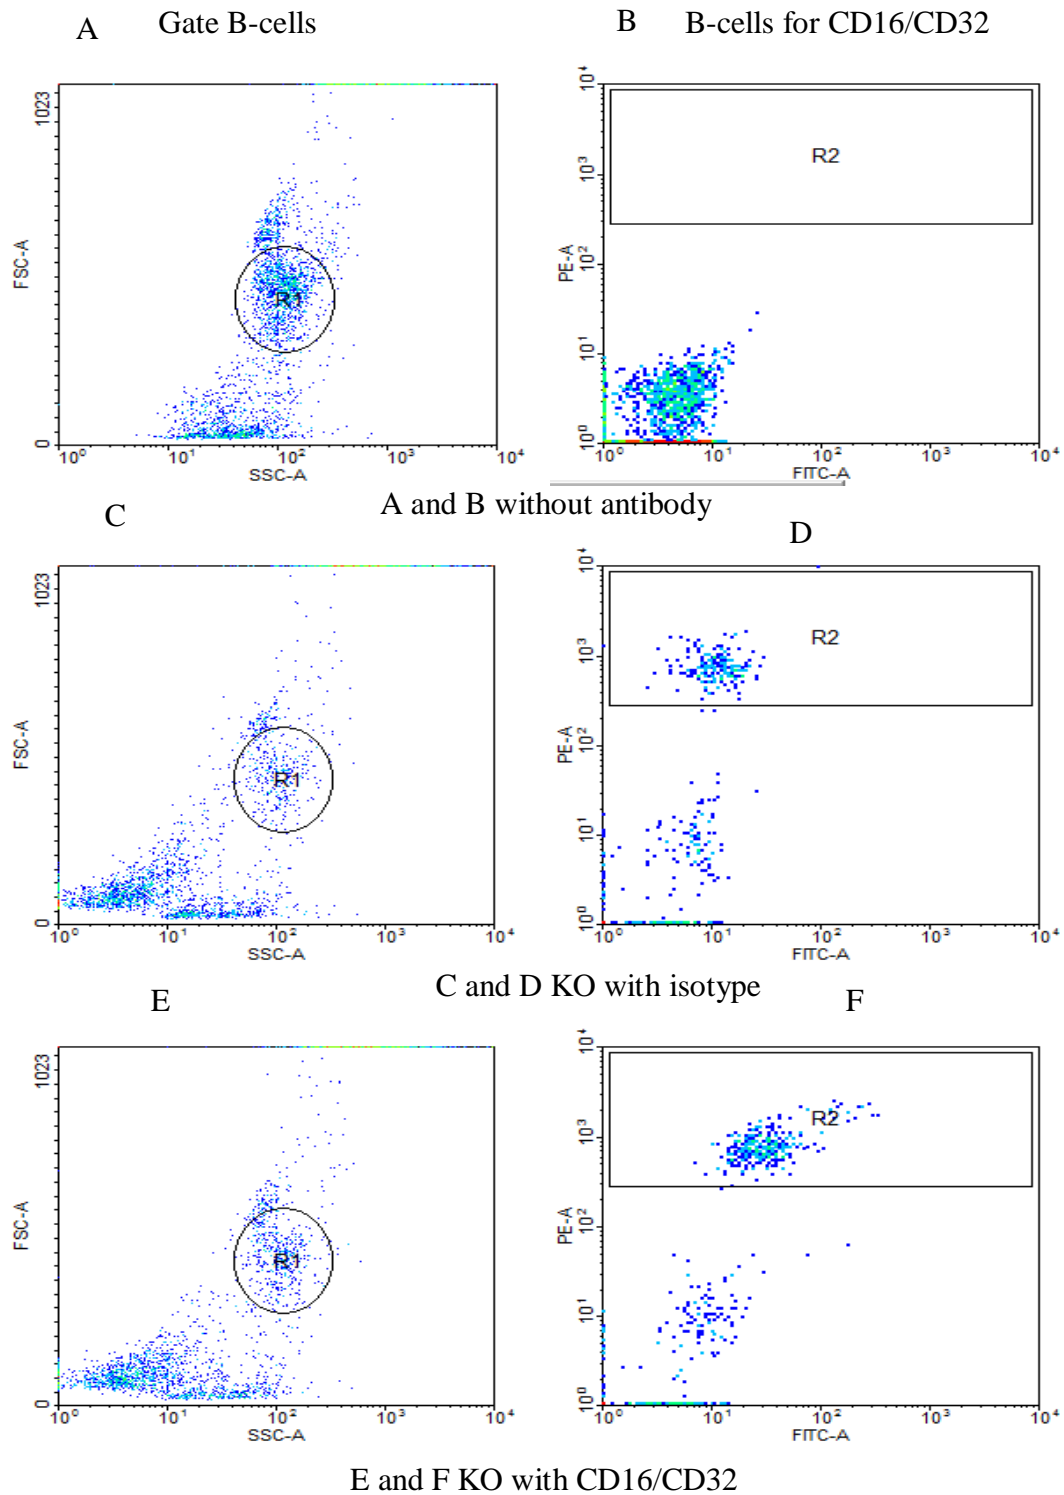 A Gate B-cells B B-cells for CD16/CD32
1023
FSC-A
R1
0
10⁰ 10¹ 10² 10³ 10⁴
SSC-A
10⁴
10³
R2
PE-A
10²
10¹
10⁰
10⁰ 10¹ 10² 10³ 10⁴
FITC-A
A and B without antibody
C
D
1023
FSC-A
R1
0
10⁰ 10¹ 10² 10³ 10⁴
SSC-A
10⁴
10³
R2
PE-A
10²
10¹
10⁰
10⁰ 10¹ 10² 10³ 10⁴
FITC-A
C and D KO with isotype
E F
1023
FSC-A
R1
0
10⁰ 10¹ 10² 10³ 10⁴
SSC-A
10⁴
10³
R2
PE-A
10²
10¹
10⁰
10⁰ 10¹ 10² 10³ 10⁴
FITC-A
E and F KO with CD16/CD32